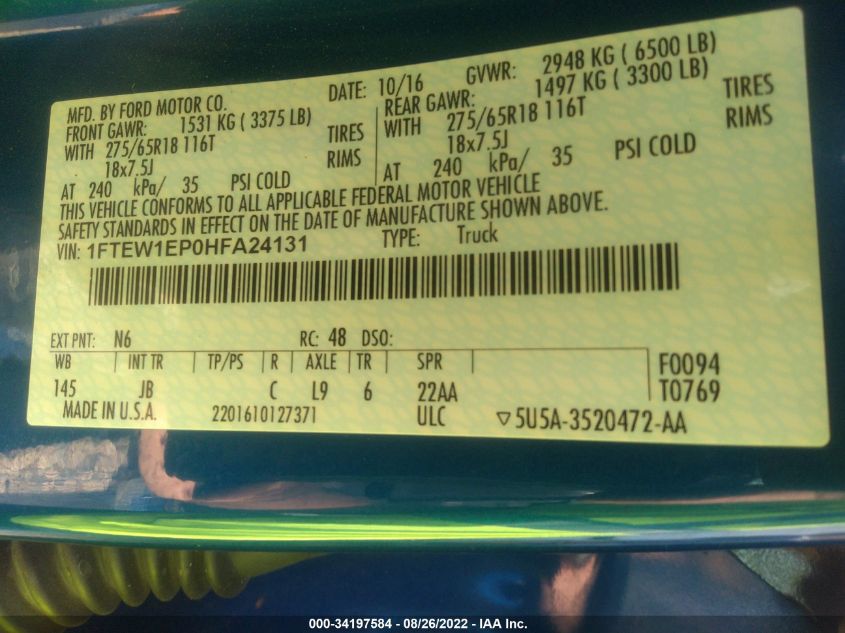 MFD. BY FORD MOTOR CO. DATE: 10/16 GVWR: 2948 KG ( 6500 LB)
FRONT GAWR: 1531 KG ( 3375 LB) REAR GAWR: 1497 KG ( 3300 LB)
WITH 275/65R18 116T TIRES WITH 275/65R18 116T TIRES
18x7.5J RIMS 18x7.5J RIMS
AT 240 kPa/ 35 PSI COLD AT 240 kPa/ 35 PSI COLD
THIS VEHICLE CONFORMS TO ALL APPLICABLE FEDERAL MOTOR VEHICLE
SAFETY STANDARDS IN EFFECT ON THE DATE OF MANUFACTURE SHOWN ABOVE.
VIN: 1FTEW1EP0HFA24131 TYPE: Truck
EXT PNT: N6 RC: 48 DSO:
WB INT TR TP/PS R AXLE TR SPR F0094
145 JB C L9 6 22AA T0769
MADE IN U.S.A. 2201610127371 ULC ▽5U5A-3520472-AA
000-34197584 - 08/26/2022 - IAA Inc.